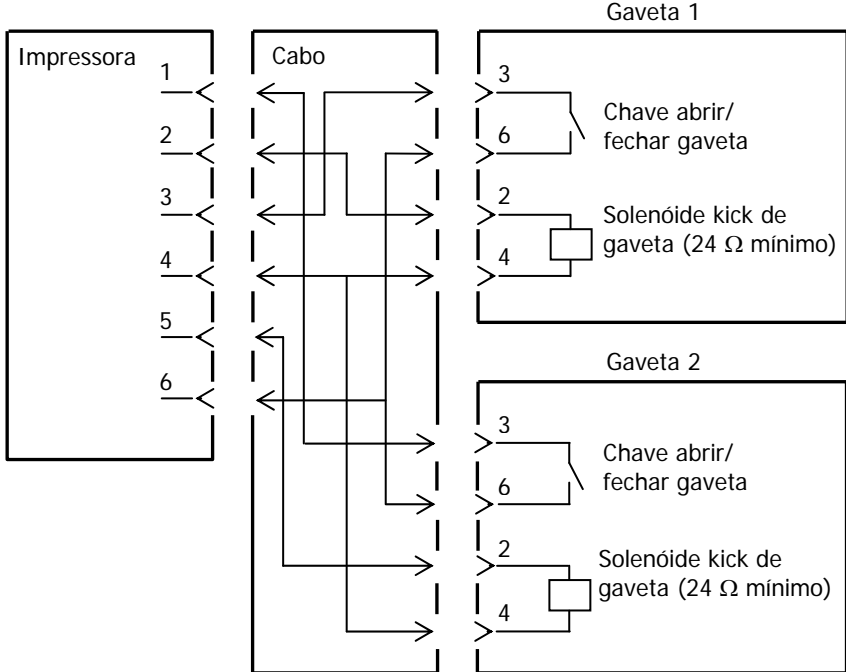 Gaveta 1
Impressora
Cabo
1
2
3
4
5
6
3
Chave abrir/
6
fechar gaveta
2
Solenóide kick de
gaveta (24 Ω mínimo)
4
Gaveta 2
3
Chave abrir/
6
fechar gaveta
2
Solenóide kick de
gaveta (24 Ω mínimo)
4